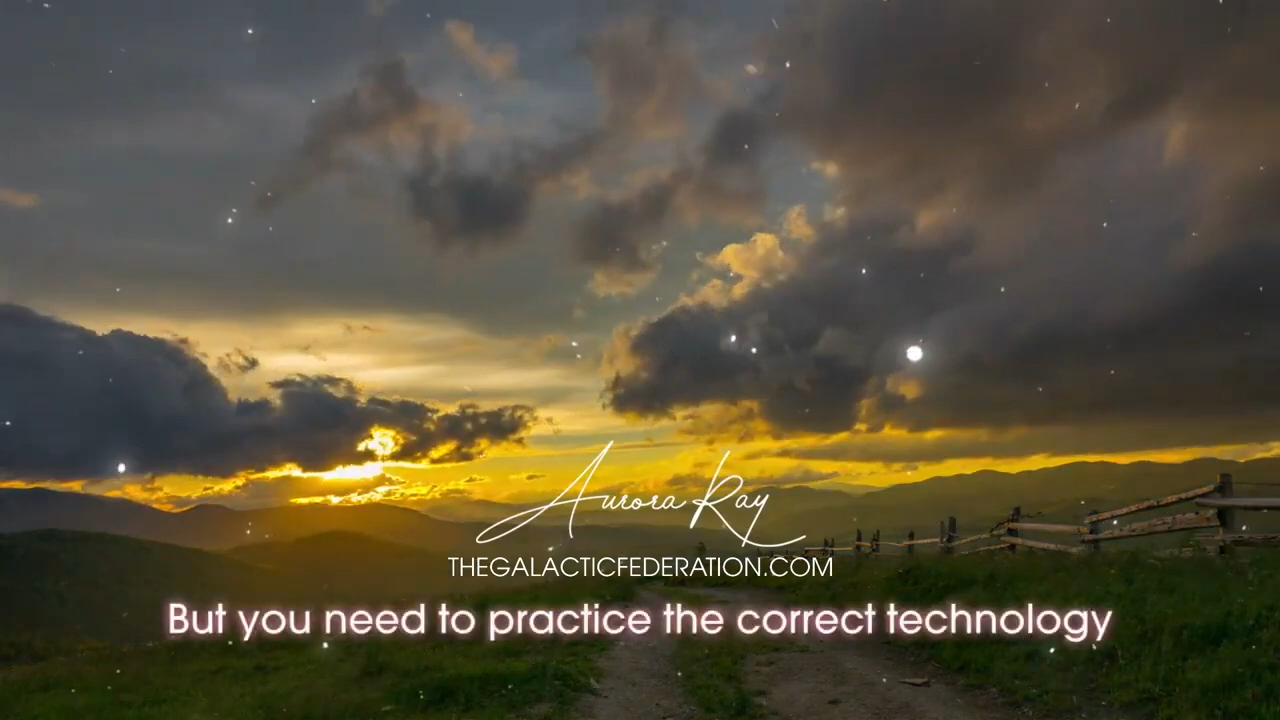 Aurora Ray
THEGALACTICFEDERATION.COM
But you need to practice the correct technology